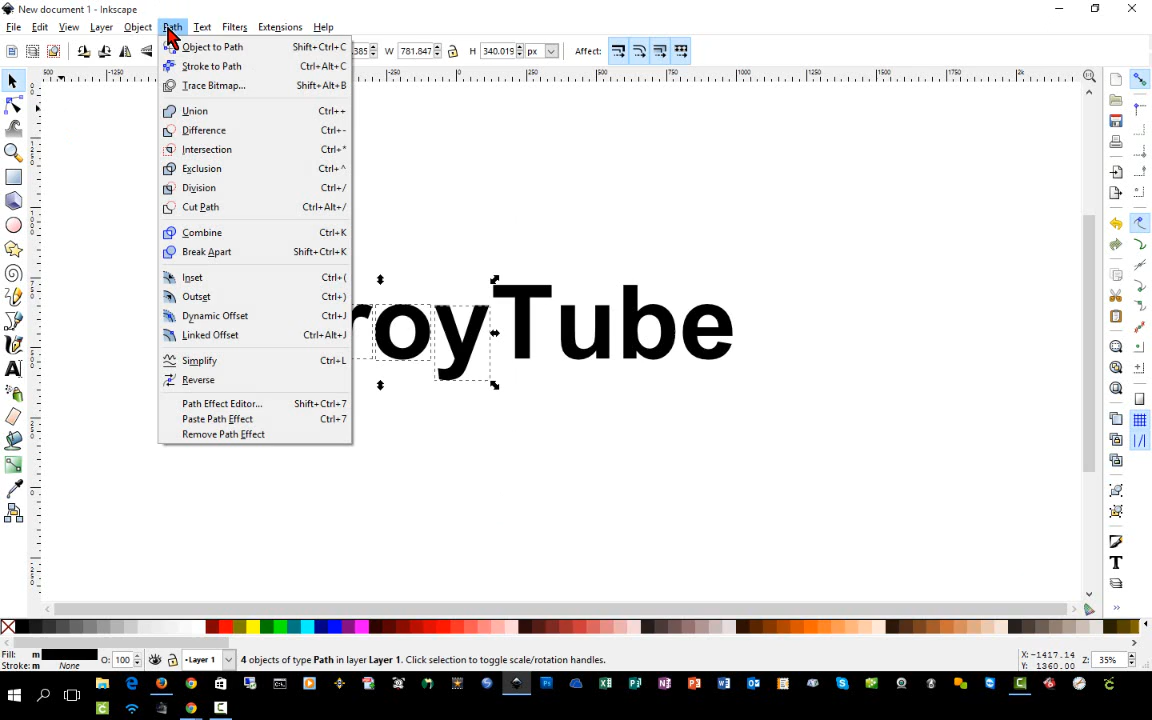 New document 1 - Inkscape
File Edit View Layer Object Path Text Filters Extensions Help
W 781.847 H 340.019 px Affect:
Object to Path Shift+Ctrl+C
Stroke to Path Ctrl+Alt+C
Trace Bitmap... Shift+Alt+B
Union Ctrl++
Difference Ctrl+-
Intersection Ctrl+*
Exclusion Ctrl+^
Division Ctrl+/
Cut Path Ctrl+Alt+/
Combine Ctrl+K
Break Apart Shift+Ctrl+K
Inset Ctrl+(
Outset Ctrl+)
Dynamic Offset Ctrl+J
Linked Offset Ctrl+Alt+J
Simplify Ctrl+L
Reverse
Path Effect Editor... Shift+Ctrl+7
Paste Path Effect Ctrl+7
Remove Path Effect
royTube
Fill: m
Stroke: m None
O: 100
Layer 1
4 objects of type Path in layer Layer 1. Click selection to toggle scale/rotation handles.
X: -1417.14
Y: 1360.00
Z: 35%